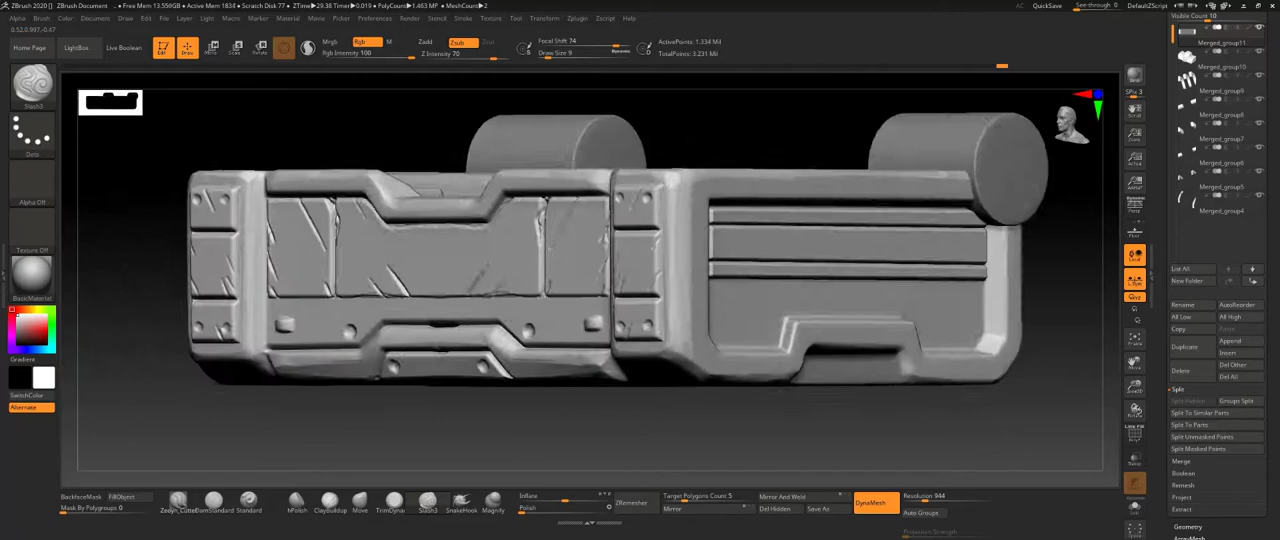 ZBrush 2020 [] ZBrush Document . ● Free Mem 13.550GB ● Active Mem 1834 ● Scratch Disk 77 ● ZTime▶29.38 Timer▶0.019 ● PolyCount▶1.463 MP ● MeshCount▶2
AC QuickSave See-through 0 DefaultZScript
Alpha Brush Color Document Draw Edit File Layer Light Macro Marker Material Movie Picker Preferences Render Stencil Stroke Texture Tool Transform Zplugin Zscript Help
Visible Count 10
0.52,0.997,-0.47
Home Page LightBox Live Boolean
Edit Draw Move Scale Rotate
Mrgb Rgb
Rgb Intensity 100
Zadd Zsub Zcut
Z Intensity 70
Focal Shift 74
Draw Size 9 Dynamic
ActivePoints: 1.334 Mil
TotalPoints: 3.231 Mil
Slash3
Dots
Alpha Off
Texture Off
BasicMaterial
Gradient
SwitchColor
Alternate
SPix 3
Scroll
Zoom
Actual
AAHalf
Dynamic
Persp
Floor
Local
L.Sym
Frame
Move
Zoom3D
Rotate
Line Fill
PolyF
Transp
Merged_group11
Merged_group10
Merged_group9
Merged_group8
Merged_group7
Merged_group6
Merged_group5
Merged_group4
List All
New Folder
Rename AutoReorder
All Low All High
Copy Paste
Duplicate Append
Insert
Delete Del Other
Del All
Split
Split Hidden Groups Split
Split To Similar Parts
Split To Parts
Split Unmasked Points
Split Masked Points
Merge
Boolean
Remesh
Project
Extract
Geometry
ArrayMesh
BackfaceMask FillObject
Mask By Polygroups 0
DamStandard Standard hPolish ClayBuildup Move TrimDynamic Slash3 SnakeHook Magnify
Inflate
Polish
ZRemesher
Target Polygons Count 5
Mirror
Mirror And Weld
Del Hidden Save As
DynaMesh
Resolution 944
Auto Groups
Projection Strength